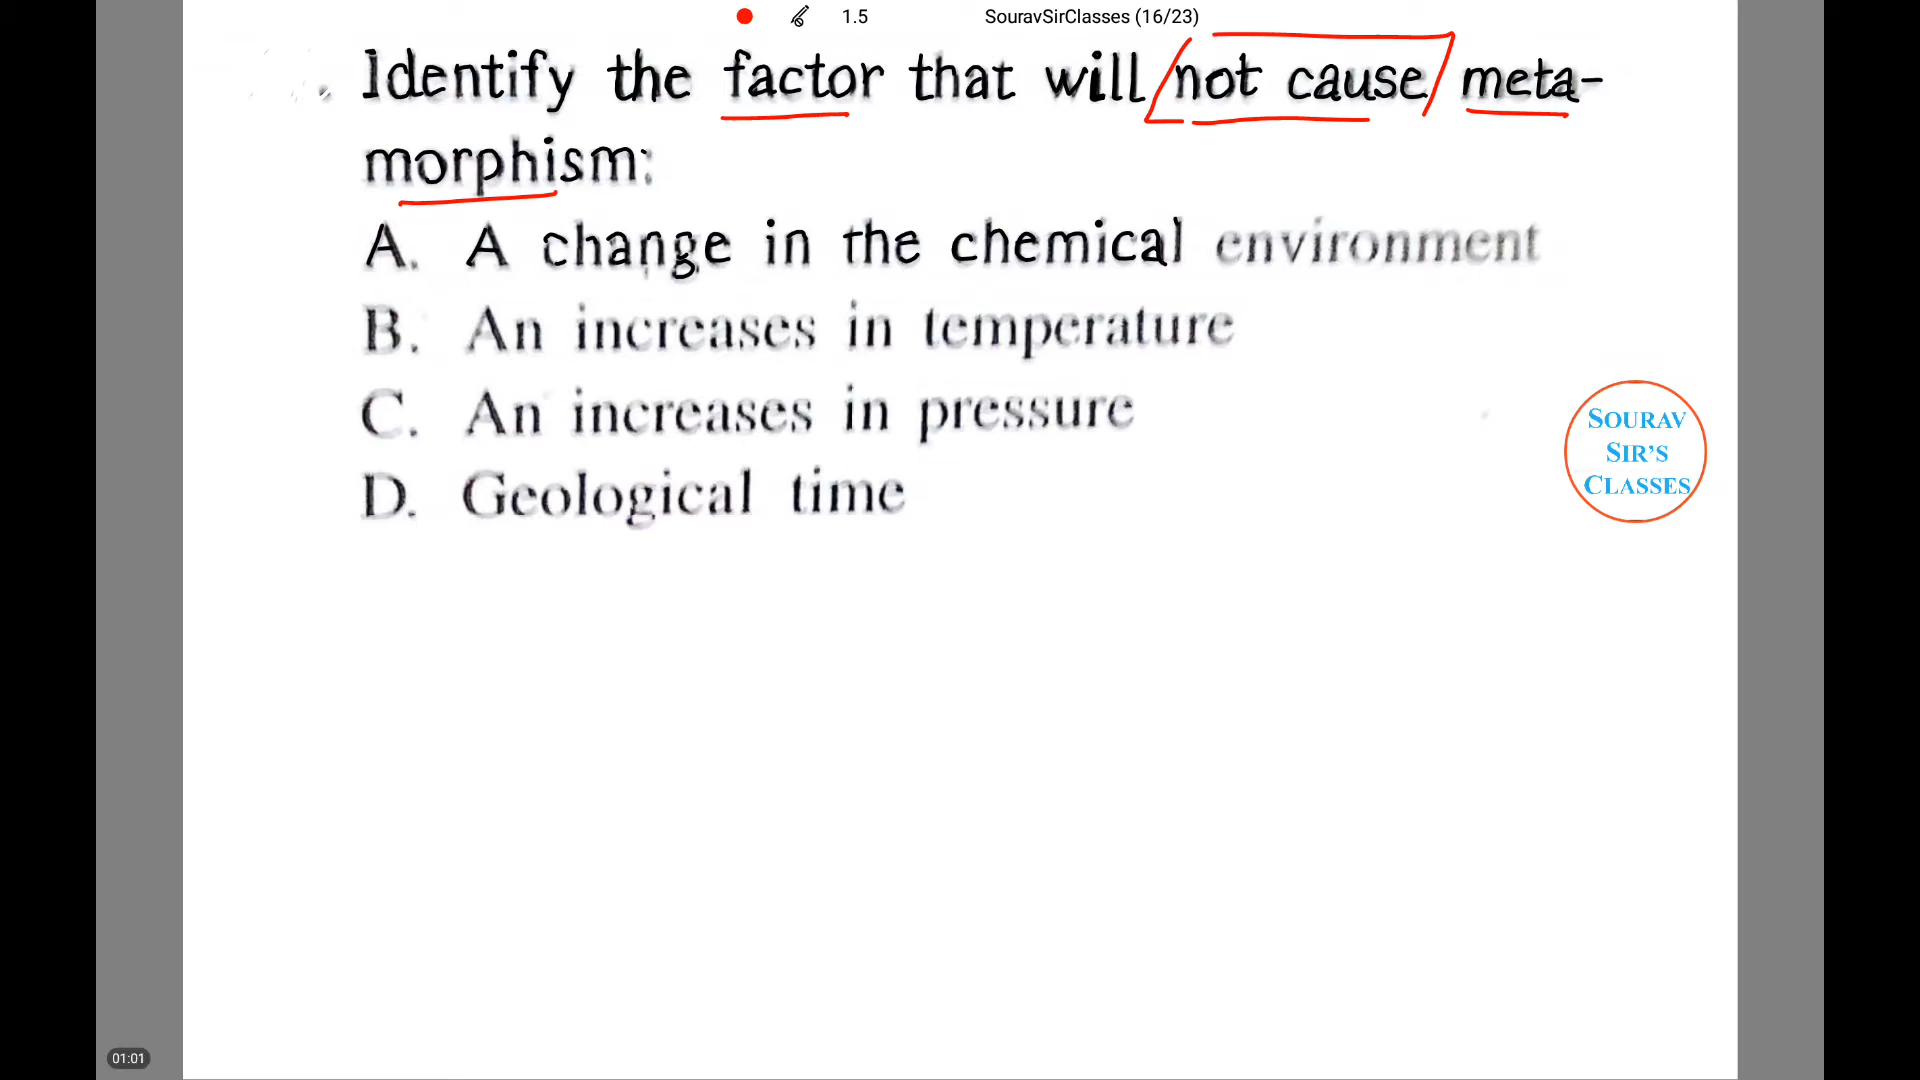 1.5 SouravSirClasses (16/23)
Identify the factor that will not cause meta-
morphism:
A. A change in the chemical environment
B. An increases in temperature
C. An increases in pressure
D. Geological time
SOURAV
SIR'S
CLASSES
01:01